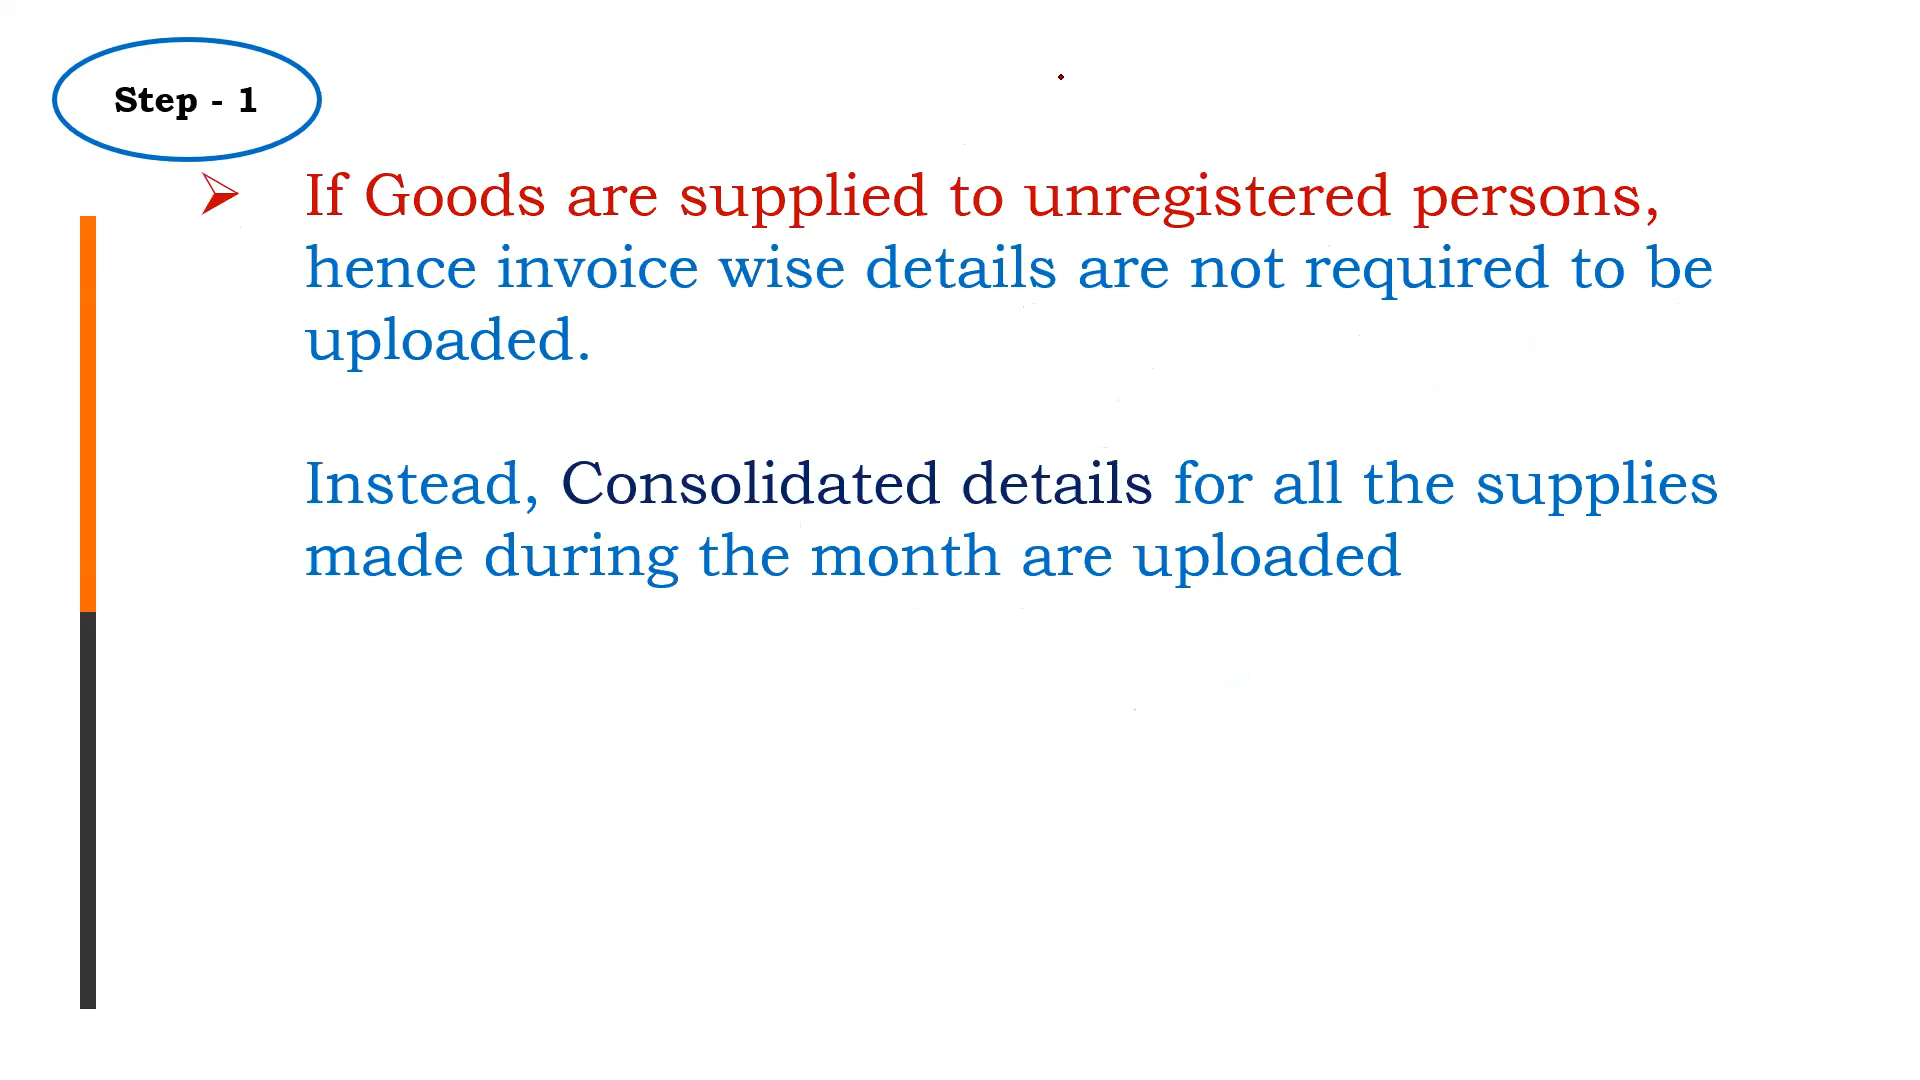 Step - 1
If Goods are supplied to unregistered persons,
hence invoice wise details are not required to be
uploaded.
Instead, Consolidated details for all the supplies
made during the month are uploaded